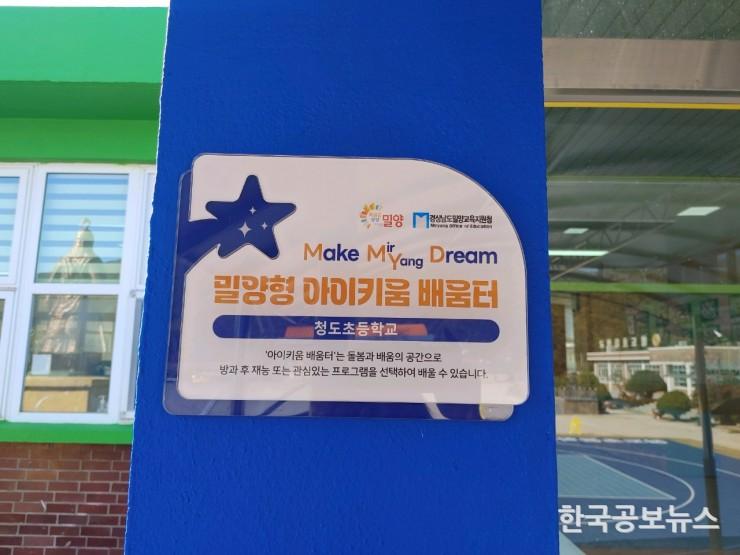 밀양 경상남도밀양교육지원청
Miryang Office of Education
Make MirYang Dream
밀양형 아이키움 배움터
청도초등학교
'아이키움 배움터'는 돌봄과 배움의 공간으로
방과 후 재능 또는 관심있는 프로그램을 선택하여 배울 수 있습니다.
한국공보뉴스